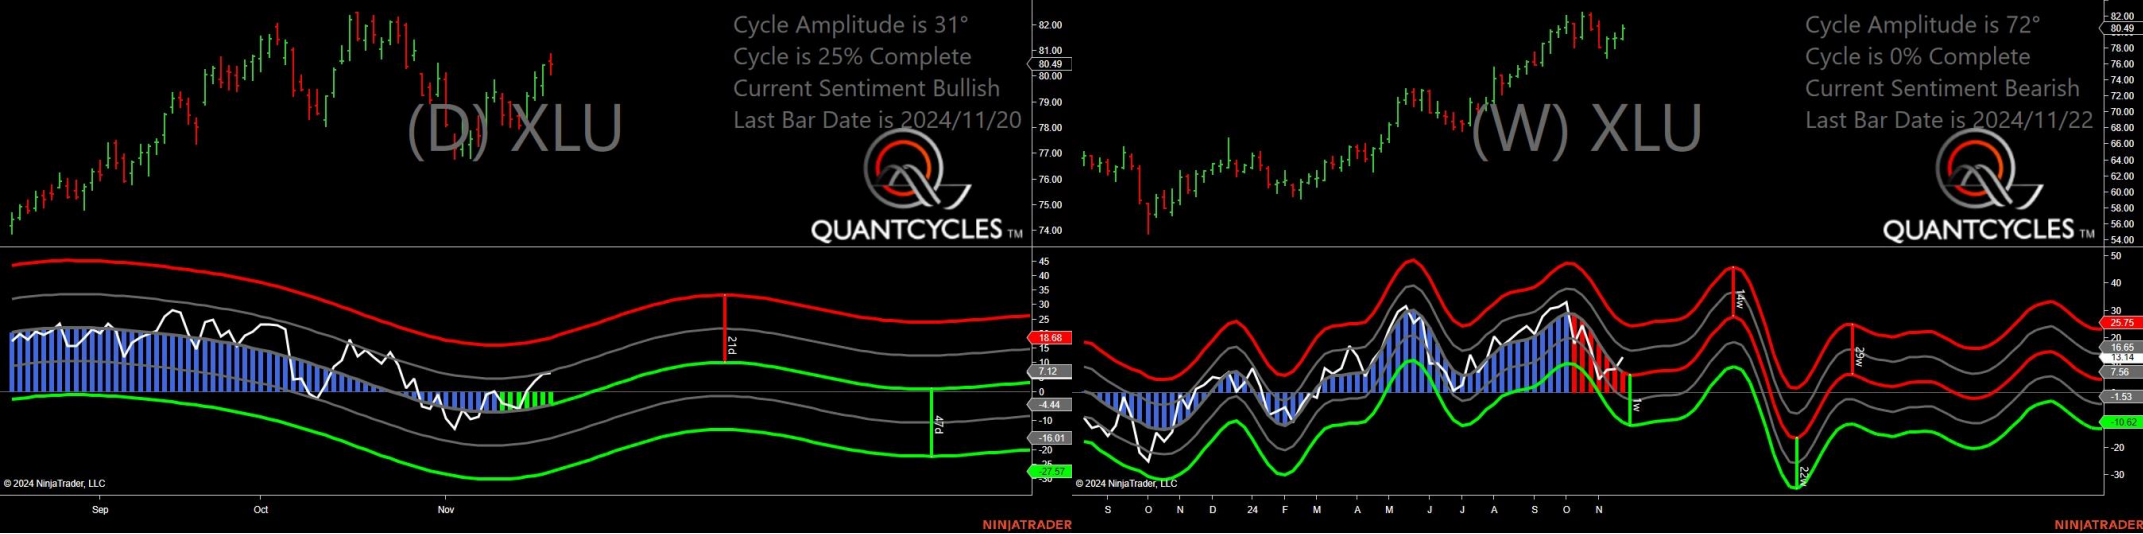 Cycle Amplitude is 31°
Cycle is 25% Complete
Current Sentiment Bullish
Last Bar Date is 2024/11/20
(D) XLU
QUANTCYCLES TM
82.00
81.00
80.49
80.00
79.00
78.00
77.00
76.00
75.00
74.00
45
40
35
30
25
18.68
15
10
7.12
0
-4.44
-10
-16.01
-20
-27.57
21d
47d
© 2024 NinjaTrader, LLC
Sep Oct Nov
NINJATRADER
Cycle Amplitude is 72°
Cycle is 0% Complete
Current Sentiment Bearish
Last Bar Date is 2024/11/22
(W) XLU
QUANTCYCLES TM
82.00
80.49
78.00
76.00
74.00
72.00
70.00
68.00
66.00
64.00
62.00
60.00
58.00
56.00
54.00
50
40
30
25.75
20
16.65
13.14
7.56
-1.53
-10.62
-20
-30
14w
29w
1w
22w
© 2024 NinjaTrader, LLC
S O N D 24 F M A M J J A S O N
NINJATRADER